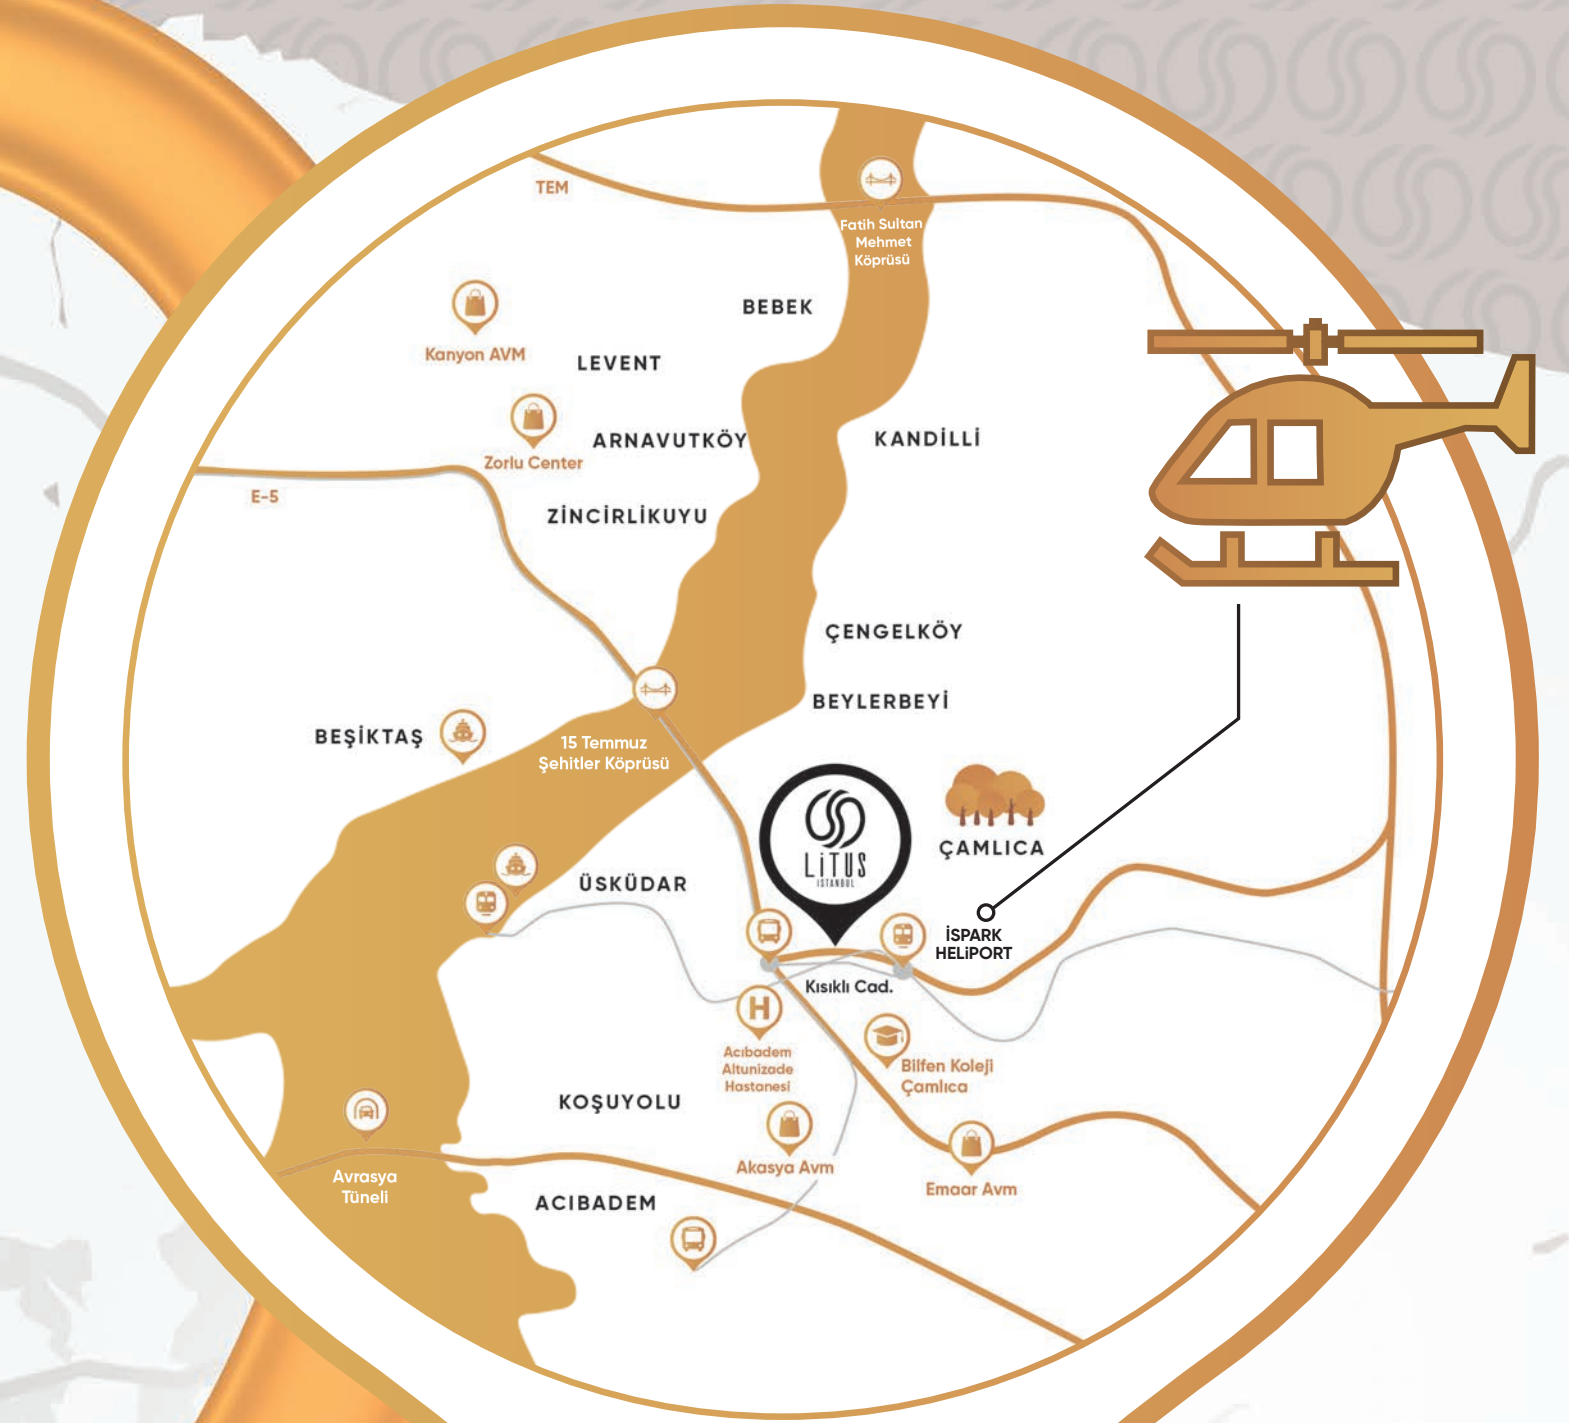 TEM
Fatih Sultan
Mehmet
Köprüsü
BEBEK
Kanyon AVM
LEVENT
ARNAVUTKÖY
KANDİLLİ
Zorlu Center
E-5
ZİNCİRLİKUYU
ÇENGELKÖY
BEYLERBEYİ
BEŞİKTAŞ
15 Temmuz
Şehitler Köprüsü
LiTUS
ISTANBUL
ÇAMLICA
ÜSKÜDAR
İSPARK
HELiPORT
Kısıklı Cad.
H
Acıbadem
Altunizade
Hastanesi
Bilfen Koleji
Çamlıca
KOŞUYOLU
Akasya Avm
Emaar Avm
Avrasya
Tüneli
ACIBADEM